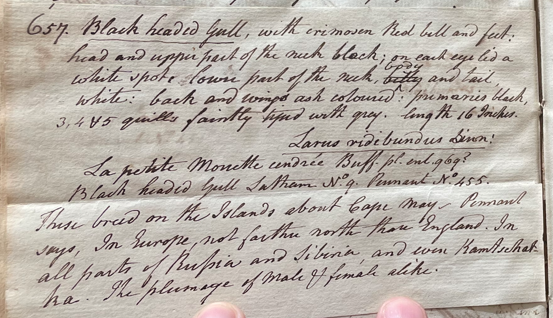 657. Black headed Gull, with crimson Red bill and feet:
head and upper part of the neck black; on each eye lid a
white spot. lower part of the neck, body and tail
white: back and wings ash coloured: primaries black,
3, 4 & 5 quills faintly tiped with grey. length 16 Inches.
Larus ridibundus Linn:
La petite Mouette cendrée Buff pl. enl. 969?
Black headed Gull Latham No. 9. Pennant No. 455.
These breed on the Islands about Cape May - Pennant
says, In Europe, not farther north than England. In
all parts of Russia and Sibiria and even Kamtschat-
ka. The plumage of Male & female alike.